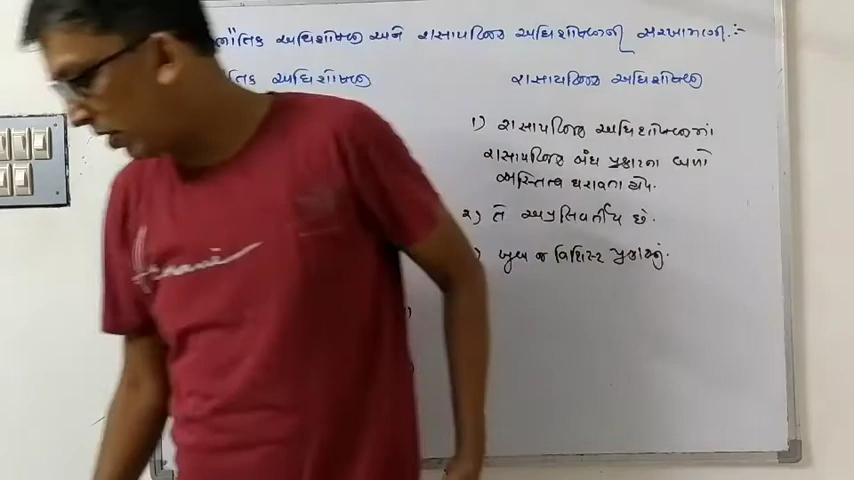 ભૌતિક અધિશોષણ અને રાસાયણિક અધિશોષણની સરખામણી :-
તિક અધિશોષણ
રાસાયણિક અધિશોષણ
1) રાસાયણિક અધિશોષણમાં
રાસાયણિક બંધ પ્રકારના બળો
અસ્તિત્વ ધરાવતા હોય.
૨) તે અપ્રતિવર્તીય છે.
) ખુબ જ વિશિષ્ટ પ્રકારનું.